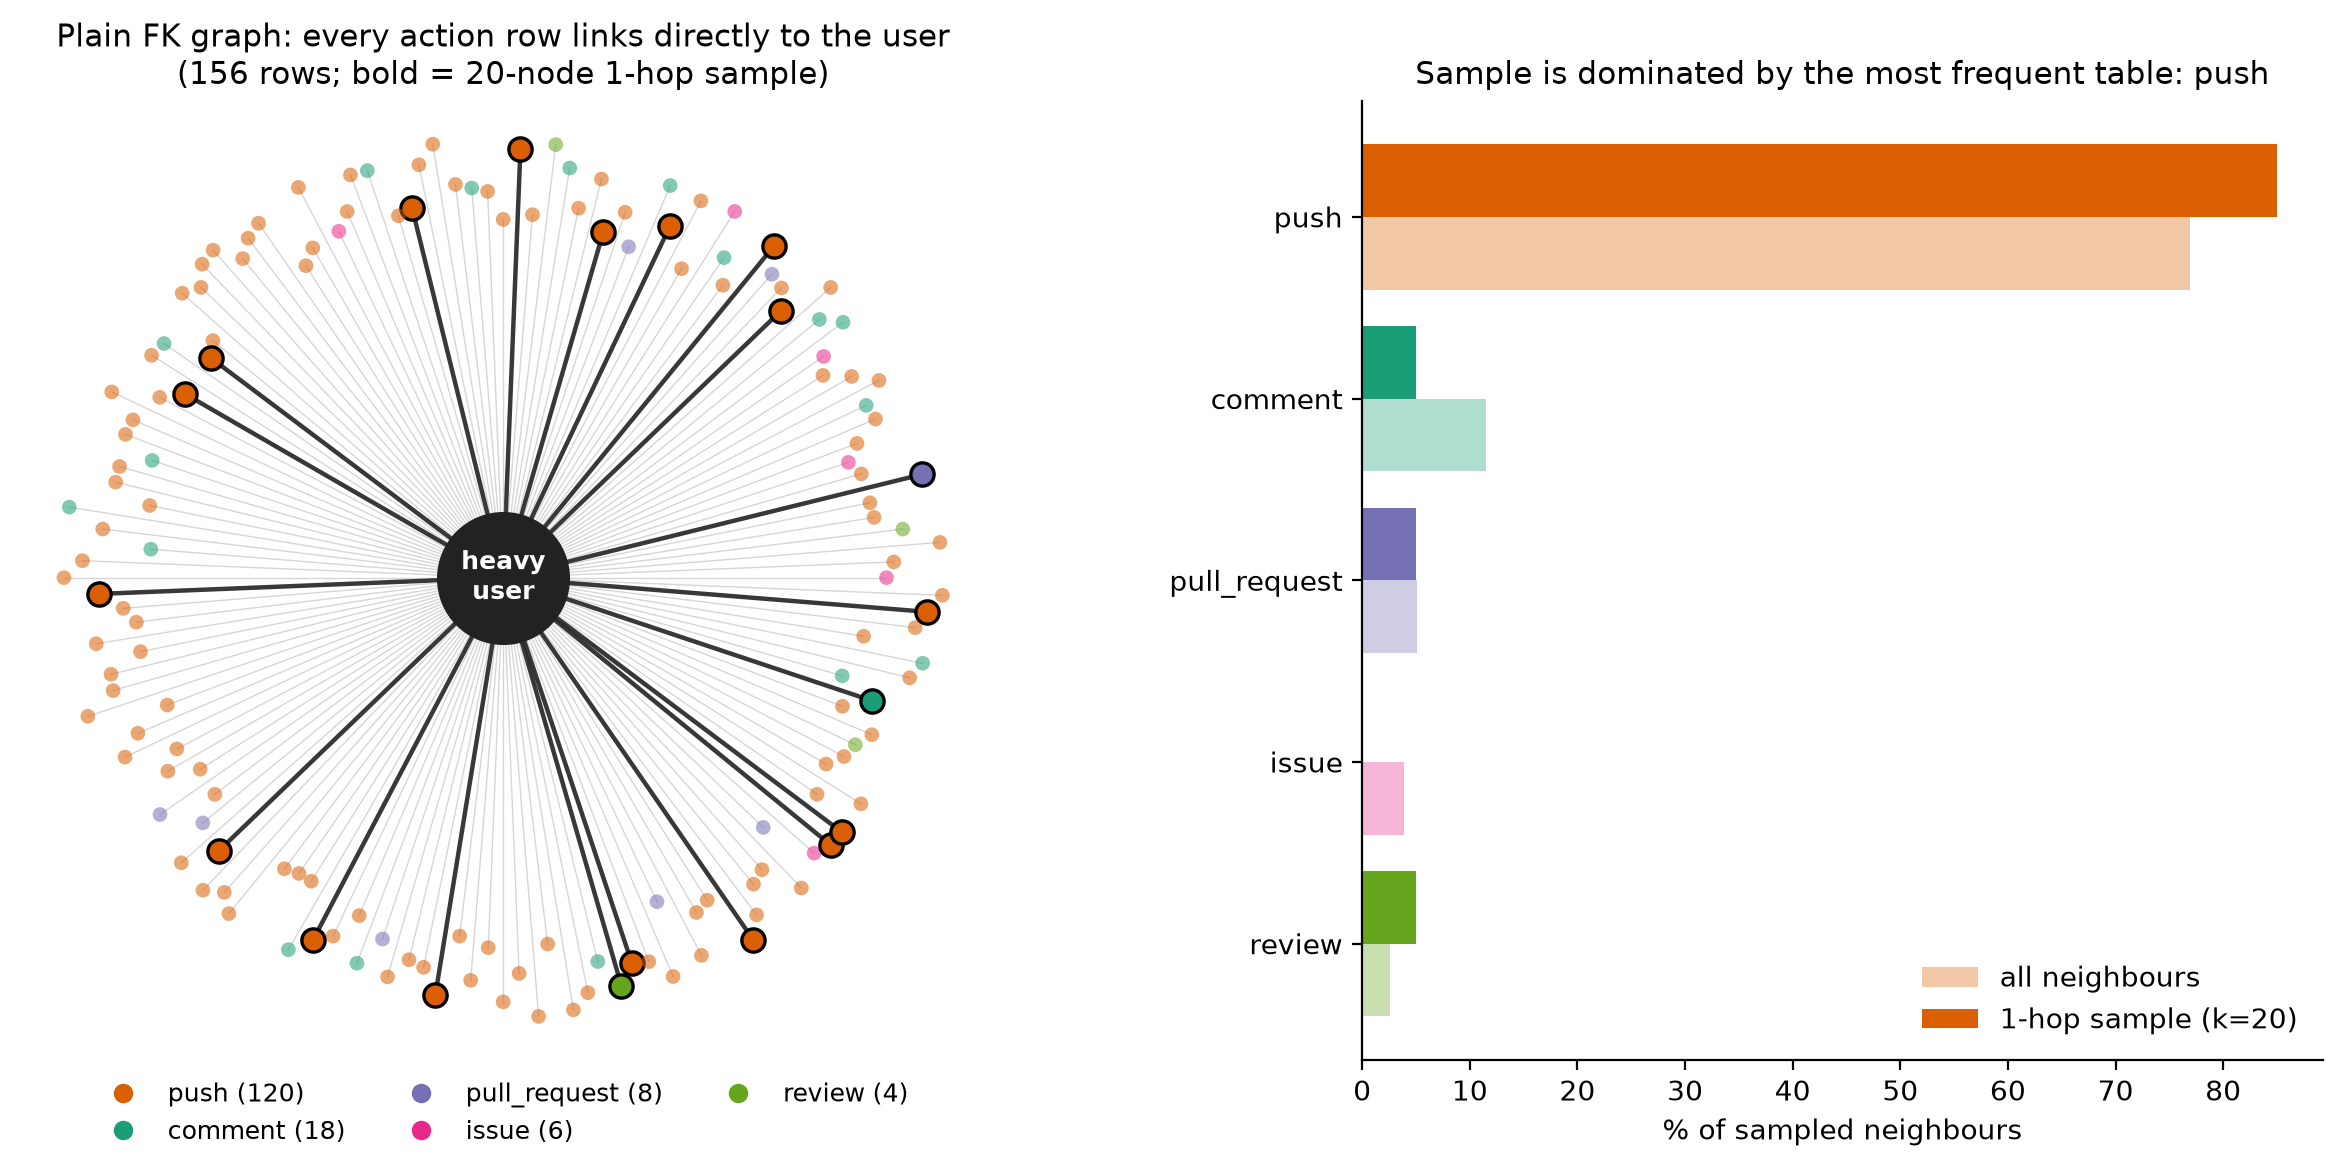 Plain FK graph: every action row links directly to the user
(156 rows; bold = 20-node 1-hop sample)
heavy
user
push (120)
comment (18)
pull_request (8)
issue (6)
review (4)
Sample is dominated by the most frequent table: push
push
comment
pull_request
issue
review
all neighbours
1-hop sample (k=20)
0 10 20 30 40 50 60 70 80
% of sampled neighbours